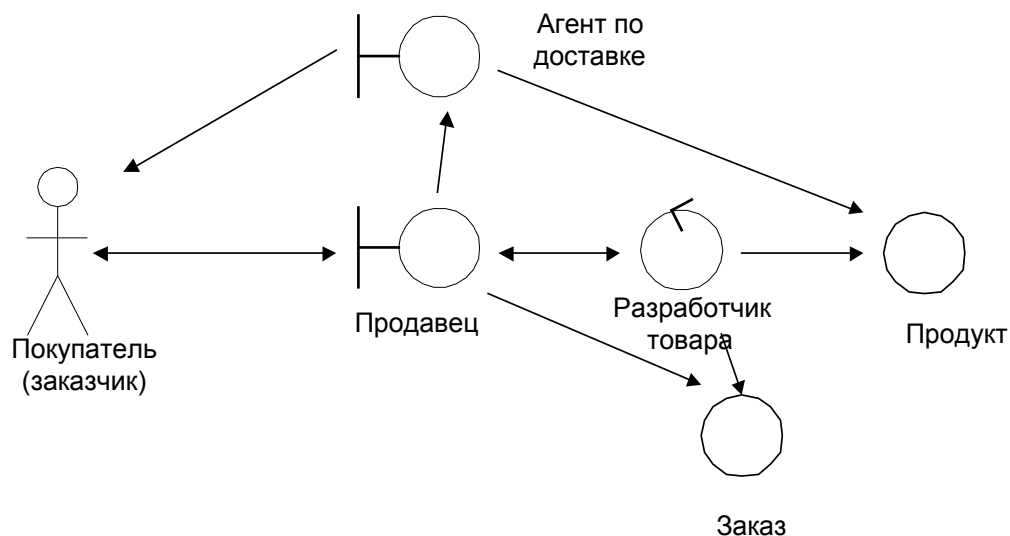 Агент по
доставке
Покупатель
(заказчик)
Продавец
Разработчик
товара
Продукт
Заказ